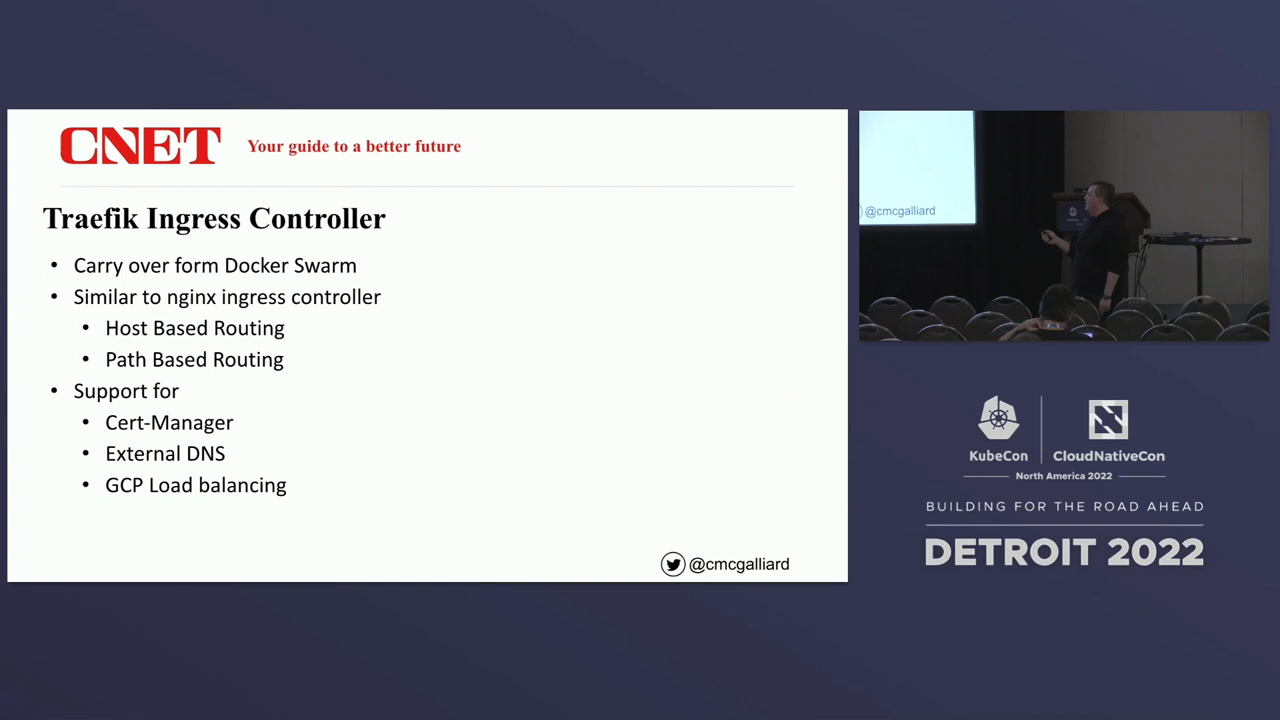 CNET
Your guide to a better future
Traefik Ingress Controller
• Carry over form Docker Swarm
• Similar to nginx ingress controller
• Host Based Routing
• Path Based Routing
• Support for
• Cert-Manager
• External DNS
• GCP Load balancing
@cmcgalliard
@cmcgalliard
KubeCon
CloudNativeCon
North America 2022
BUILDING FOR THE ROAD AHEAD
DETROIT 2022